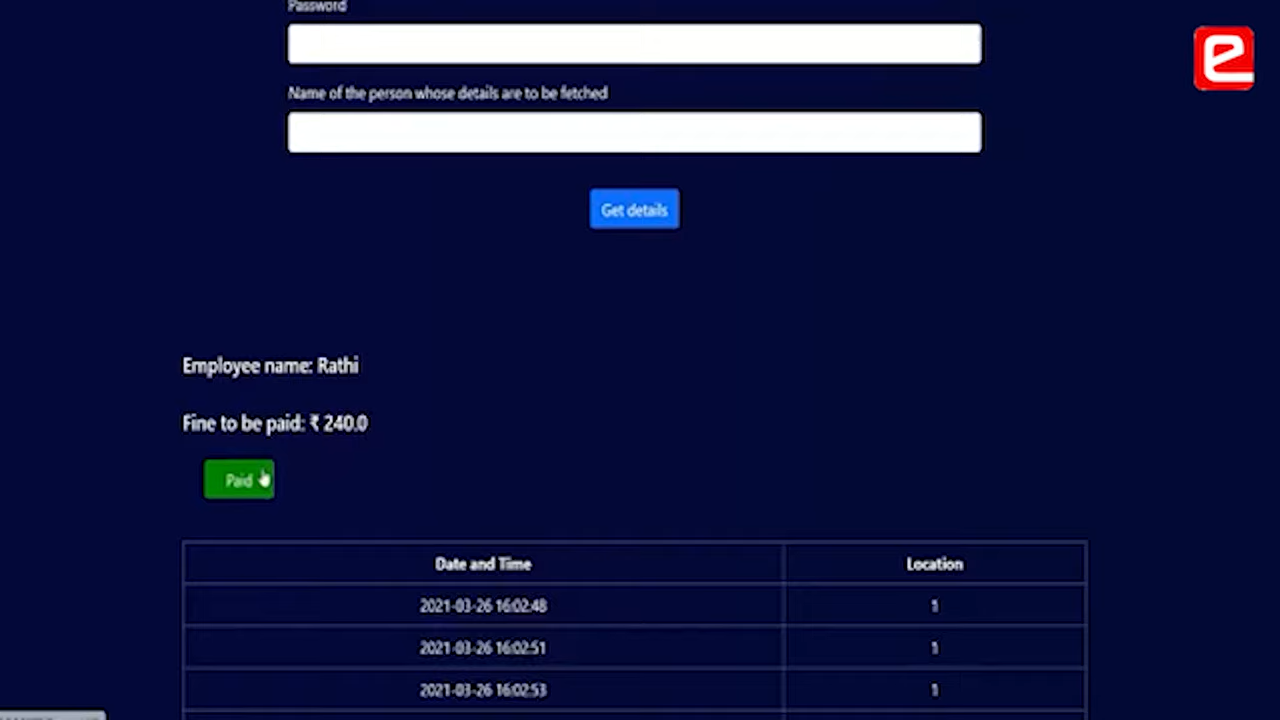 Password
Name of the person whose details are to be fetched
Get details
Employee name: Rathi
Fine to be paid: ₹ 240.0
Paid
Date and Time Location
2021-03-26 16:02:48 1
2021-03-26 16:02:51 1
2021-03-26 16:02:53 1
e